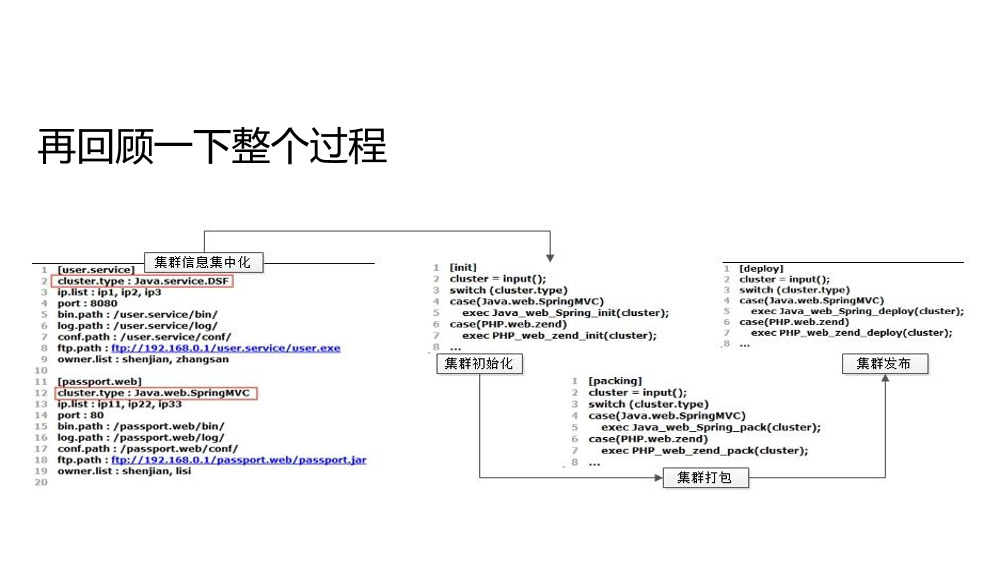 再回顾一下整个过程
集群信息集中化
1 [user.service]
2 cluster.type : Java.service.DSF
3 ip.list : ip1, ip2, ip3
4 port : 8080
5 bin.path : /user.service/bin/
6 log.path : /user.service/log/
7 conf.path : /user.service/conf/
8 ftp.path : ftp://192.168.0.1/user.service/user.exe
9 owner.list : shenjian, zhangsan
10
11 [passport.web]
12 cluster.type : Java.web.SpringMVC
13 ip.list : ip11, ip22, ip33
14 port : 80
15 bin.path : /passport.web/bin/
16 log.path : /passport.web/log/
17 conf.path : /passport.web/conf/
18 ftp.path : ftp://192.168.0.1/passport.web/passport.jar
19 owner.list : shenjian, lisi
20
1 [init]
2 cluster = input();
3 switch (cluster.type)
4 case(Java.web.SpringMVC)
5 exec Java_web_Spring_init(cluster);
6 case(PHP.web.zend)
7 exec PHP_web_zend_init(cluster);
8 ...
集群初始化
1 [packing]
2 cluster = input();
3 switch (cluster.type)
4 case(Java.web.SpringMVC)
5 exec Java_web_Spring_pack(cluster);
6 case(PHP.web.zend)
7 exec PHP_web_zend_pack(cluster);
8 ...
集群打包
1 [deploy]
2 cluster = input();
3 switch (cluster.type)
4 case(Java.web.SpringMVC)
5 exec Java_web_Spring_deploy(cluster);
6 case(PHP.web.zend)
7 exec PHP_web_zend_deploy(cluster);
8 ...
集群发布